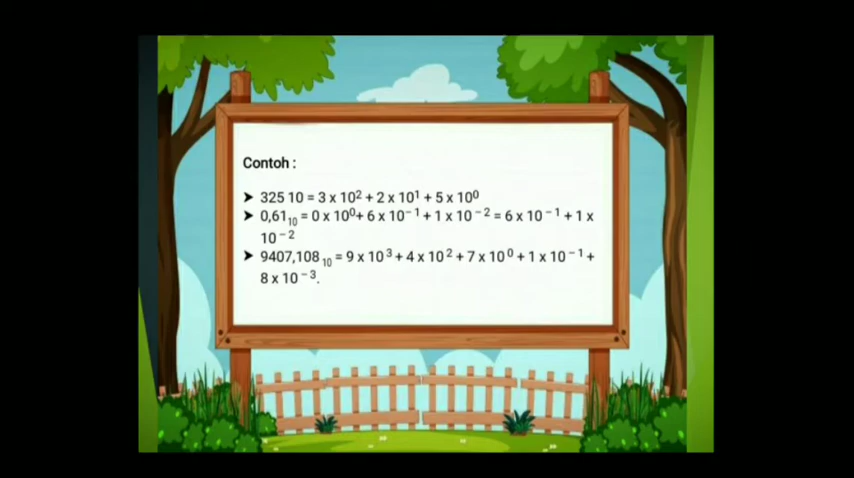 Contoh :
➤ 325 10 = 3 x 10² + 2 x 10¹ + 5 x 10⁰
➤ 0,61₁₀ = 0 x 10⁰+ 6 x 10⁻¹ + 1 x 10⁻² = 6 x 10⁻¹ + 1 x
10⁻²
➤ 9407,108₁₀ = 9 x 10³ + 4 x 10² + 7 x 10⁰ + 1 x 10⁻¹ +
8 x 10⁻³.